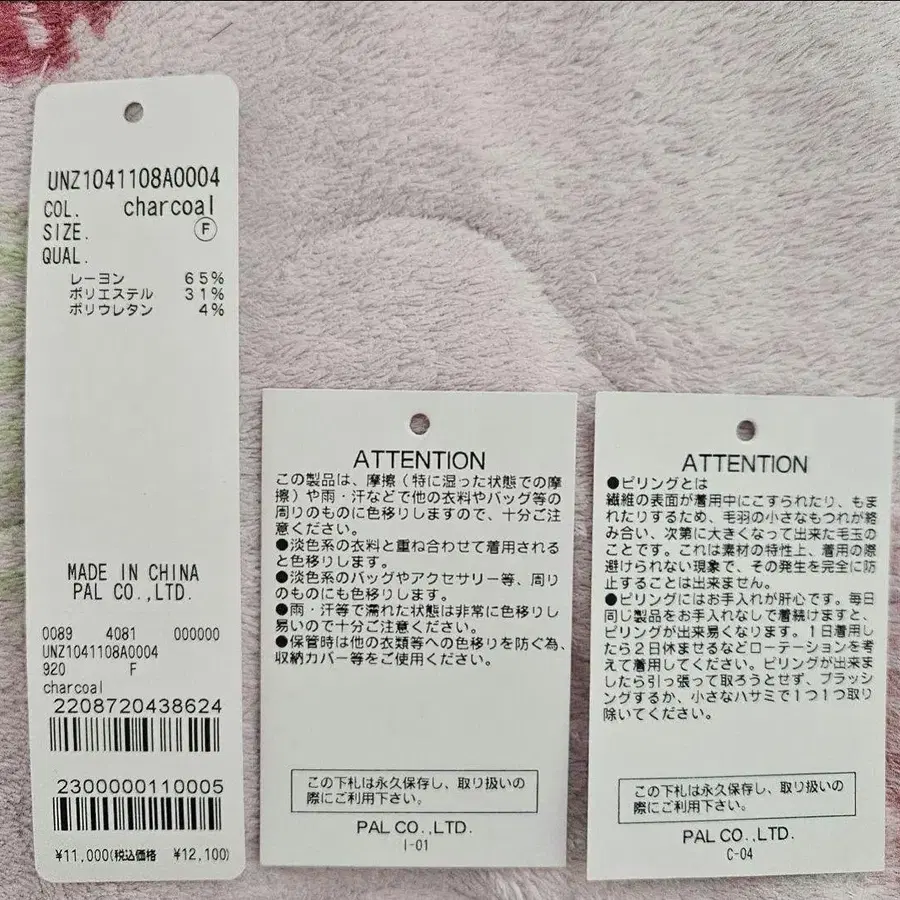 UNZ1041108A0004
COL. charcoal
SIZE. F
QUAL.
レーヨン 65%
ポリエステル 31%
ポリウレタン 4%
MADE IN CHINA
PAL CO.,LTD.
0089 4081 000000
UNZ1041108A0004
920 F
charcoal
2208720438624
2300000110005
¥11,000(税込価格 ¥12,100)
ATTENTION
この製品は、摩擦(特に湿った状態での摩
擦)や雨・汗などで他の衣料やバッグ等の
周りのものに色移りしますので、十分ご注
意ください。
●淡色系の衣料と重ね合わせて着用される
と色移りします。
●淡色系のバッグやアクセサリー等、周り
のものにも色移りします。
●雨・汗等で濡れた状態は非常に色移りし
易いので十分ご注意ください。
●保管時は他の衣類等への色移りを防ぐ為、
収納カバー等をご使用ください。
この下札は永久保存し、取り扱いの
際にご利用下さい。
PAL CO.,LTD.
I-01
ATTENTION
●ピリングとは
繊維の表面が着用中にこすられたり、もま
れたりするため、毛羽の小さなもつれが絡
み合い、次第に大きくなって出来た毛玉の
ことです。これは素材の特性上、着用の際
避けられない現象で、その発生を完全に防
止することは出来ません。
●ピリングにはお手入れが肝心です。毎日
同じ製品をお手入れなしで着続けますと、
ピリングが出来易くなります。1日着用し
たら2日休ませるなどローテーションを考
えて着用してください。ピリングが出来ま
したら引っ張って取ろうとせず、ブラッシ
ングするか、小さなハサミで1つ1つ取り
除いてください。
この下札は永久保存し、取り扱いの
際にご利用下さい。
PAL CO.,LTD.
C-04